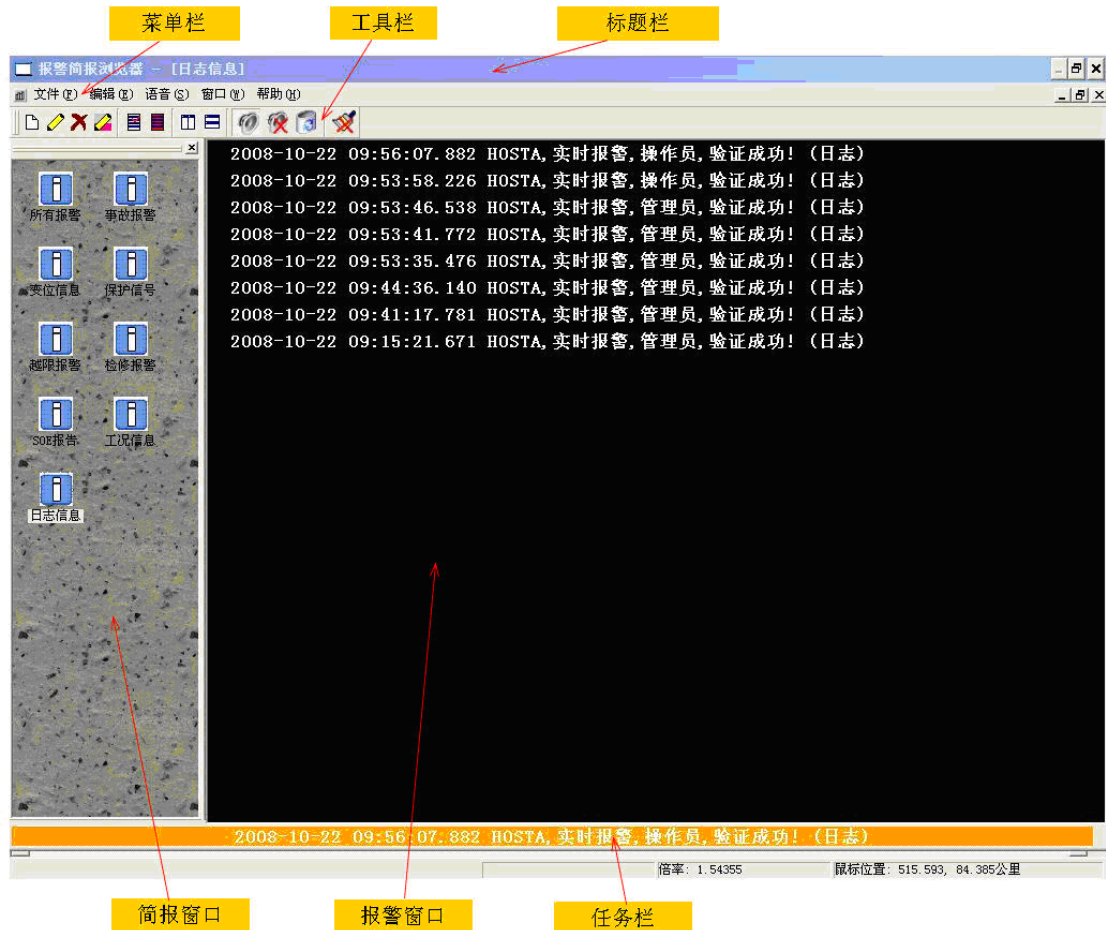 菜单栏 工具栏 标题栏
报警简报浏览器 - [日志信息]
文件(F) 编辑(E) 语音(S) 窗口(W) 帮助(H)
2008-10-22 09:56:07.882 HOSTA,实时报警,操作员,验证成功! (日志)
2008-10-22 09:53:58.226 HOSTA,实时报警,操作员,验证成功! (日志)
2008-10-22 09:53:46.538 HOSTA,实时报警,管理员,验证成功! (日志)
2008-10-22 09:53:41.772 HOSTA,实时报警,管理员,验证成功! (日志)
2008-10-22 09:53:35.476 HOSTA,实时报警,管理员,验证成功! (日志)
2008-10-22 09:44:36.140 HOSTA,实时报警,管理员,验证成功! (日志)
2008-10-22 09:41:17.781 HOSTA,实时报警,管理员,验证成功! (日志)
2008-10-22 09:15:21.671 HOSTA,实时报警,管理员,验证成功! (日志)
所有报警 事故报警
变位信息 保护信号
越限报警 检修报警
SOE报告 工况信息
日志信息
2008-10-22 09:56:07.882 HOSTA,实时报警,操作员,验证成功! (日志)
倍率: 1.54355 鼠标位置: 515.593, 84.385公里
简报窗口 报警窗口 任务栏